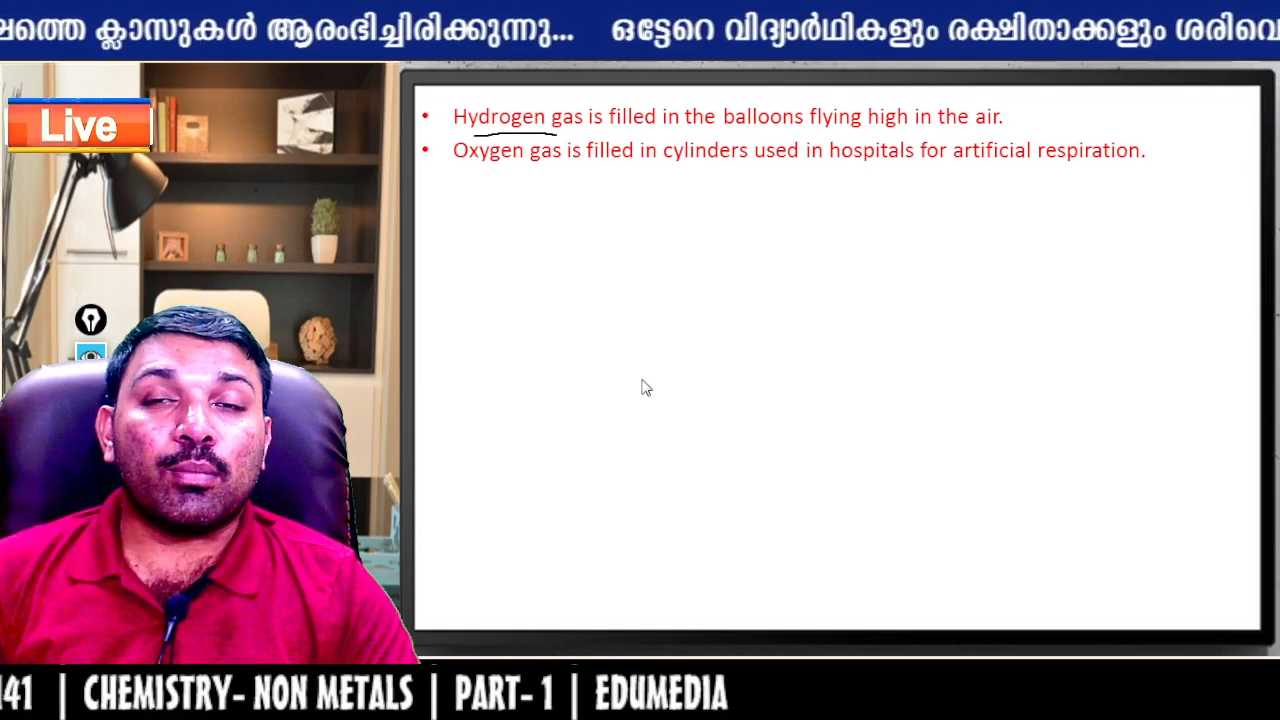 ത്തെ ക്ലാസുകൾ ആരംഭിച്ചിരിക്കുന്നു... ഒട്ടേറെ വിദ്യാർഥികളും രക്ഷിതാക്കളും
Live
• Hydrogen gas is filled in the balloons flying high in the air.
• Oxygen gas is filled in cylinders used in hospitals for artificial respiration.
141 | CHEMISTRY- NON METALS | PART- 1 | EDUMEDIA